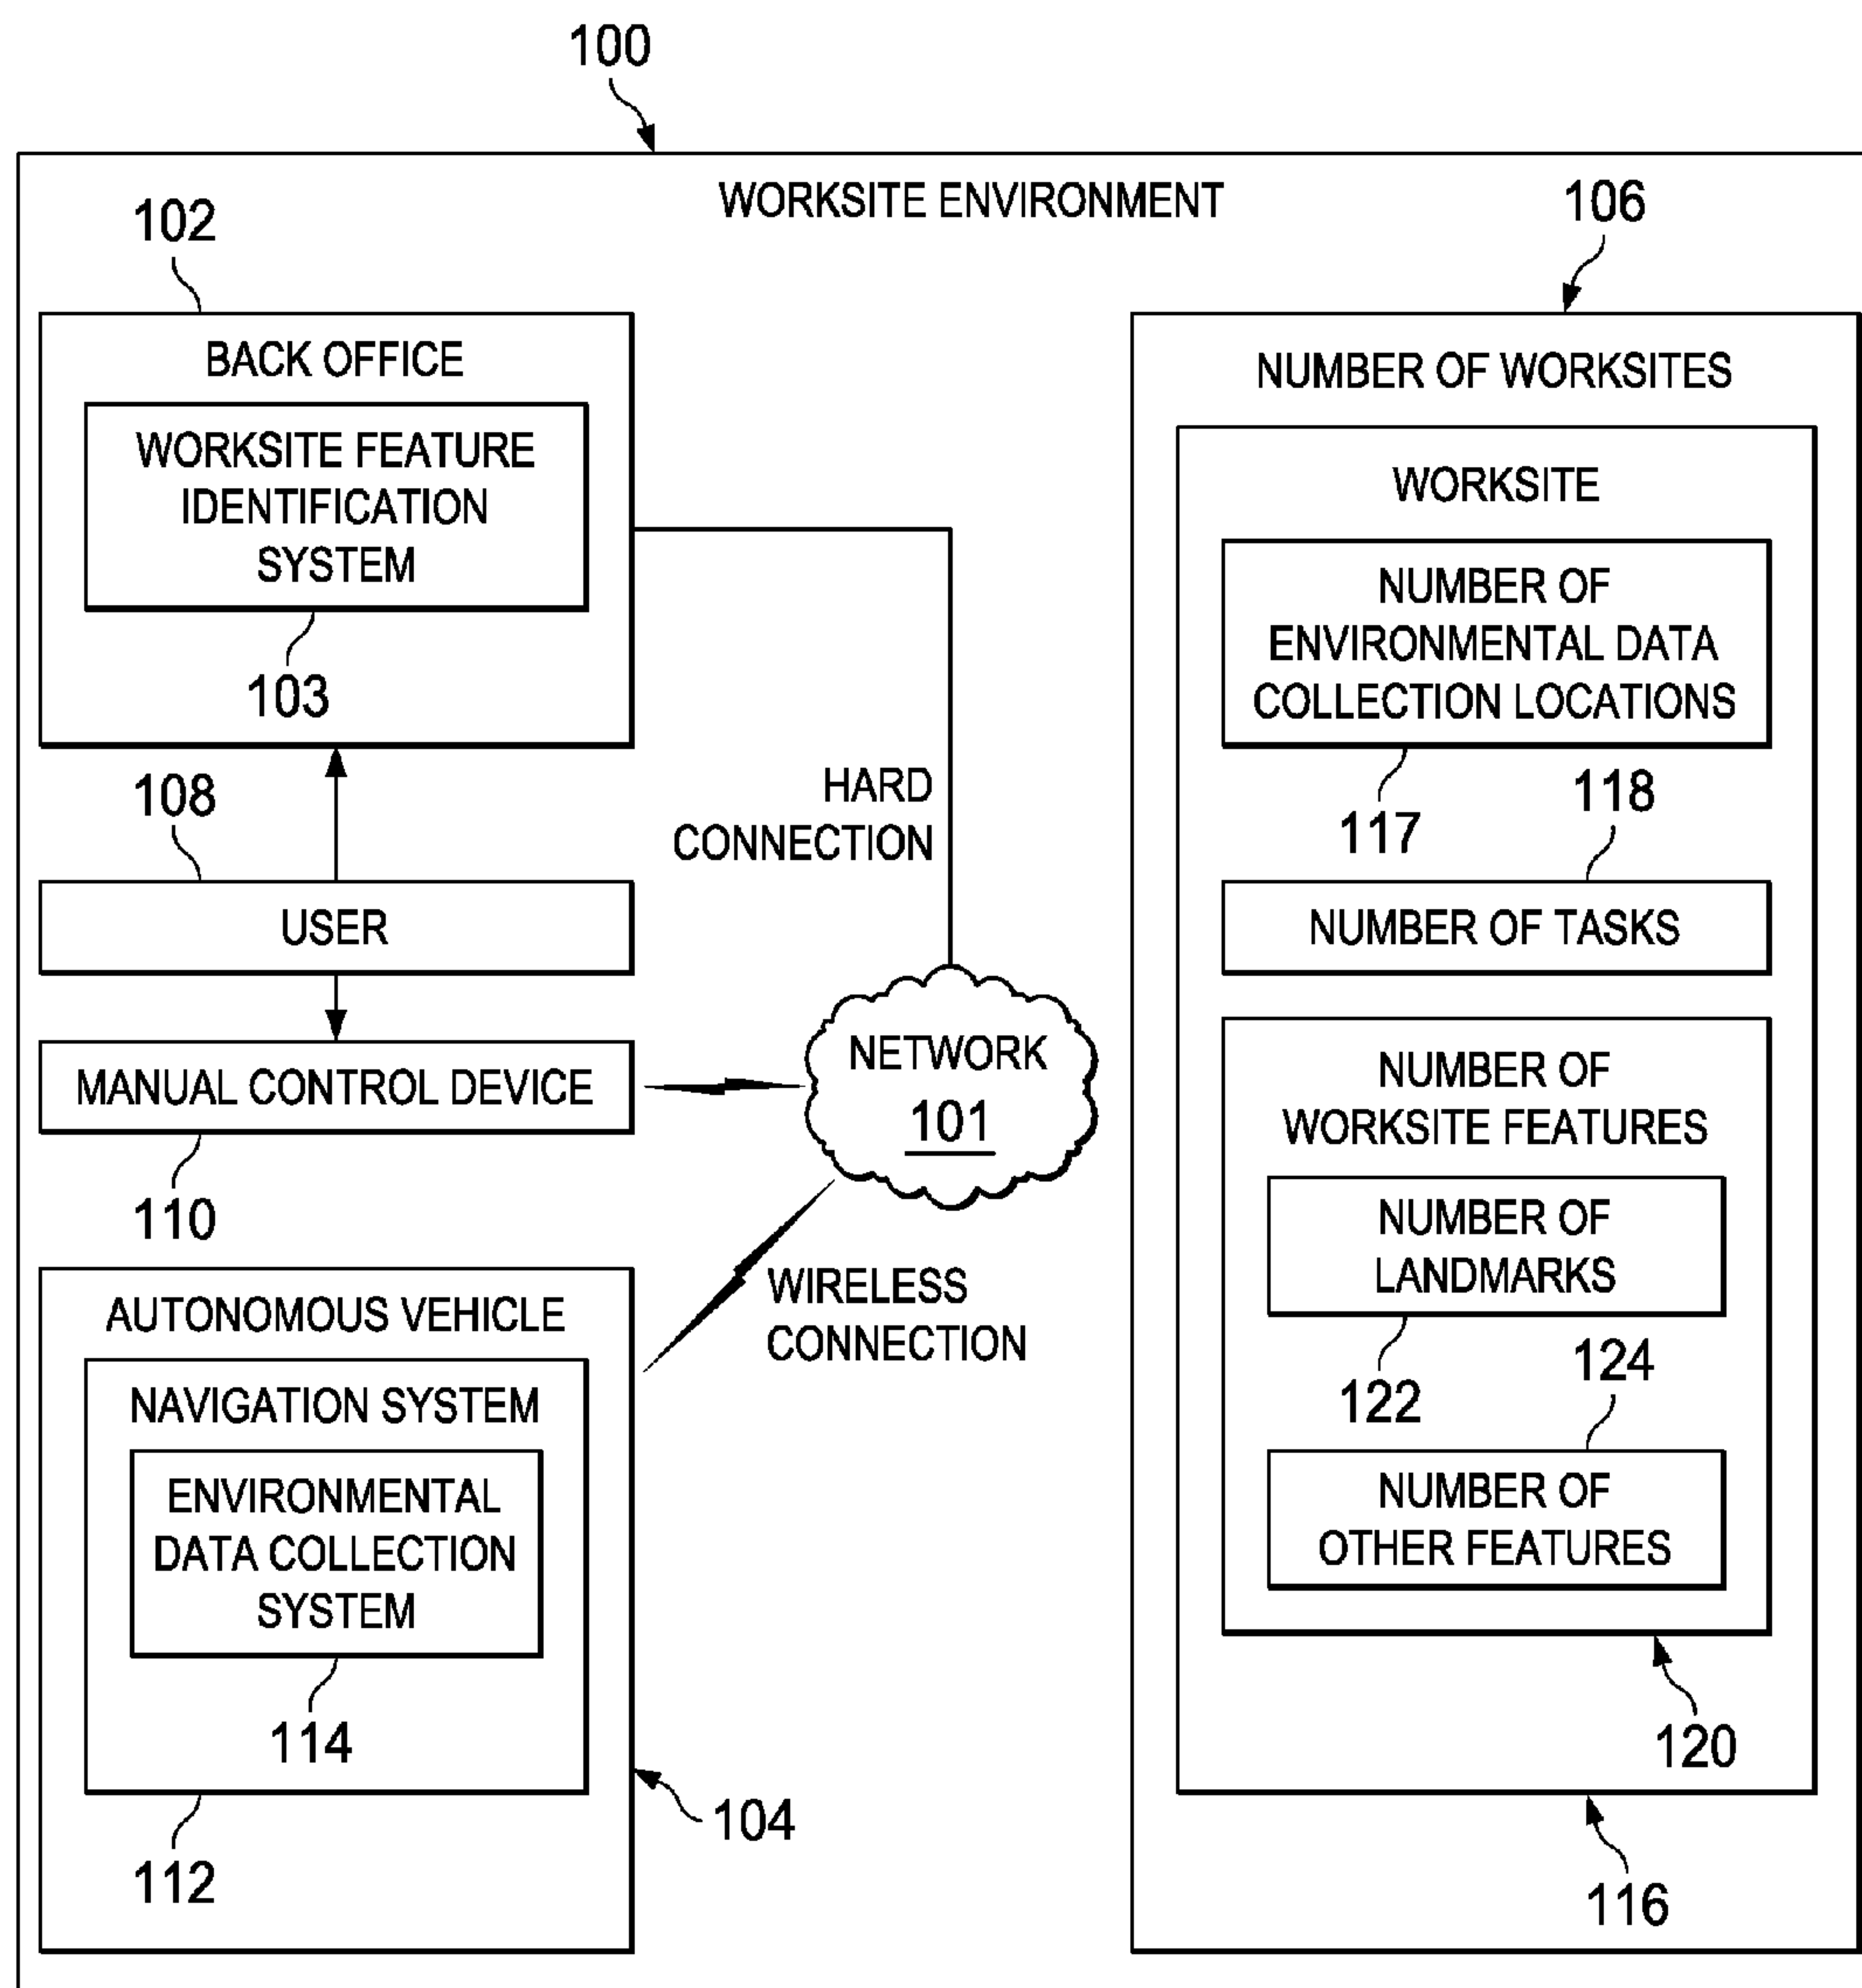 100
WORKSITE ENVIRONMENT
102
BACK OFFICE
WORKSITE FEATURE
IDENTIFICATION
SYSTEM
103
108
USER
MANUAL CONTROL DEVICE
110
AUTONOMOUS VEHICLE
NAVIGATION SYSTEM
ENVIRONMENTAL
DATA COLLECTION
SYSTEM
114
112
104
HARD
CONNECTION
NETWORK
101
WIRELESS
CONNECTION
106
NUMBER OF WORKSITES
WORKSITE
NUMBER OF
ENVIRONMENTAL DATA
COLLECTION LOCATIONS
117
118
NUMBER OF TASKS
NUMBER OF
WORKSITE FEATURES
NUMBER OF
LANDMARKS
122
124
NUMBER OF
OTHER FEATURES
120
116